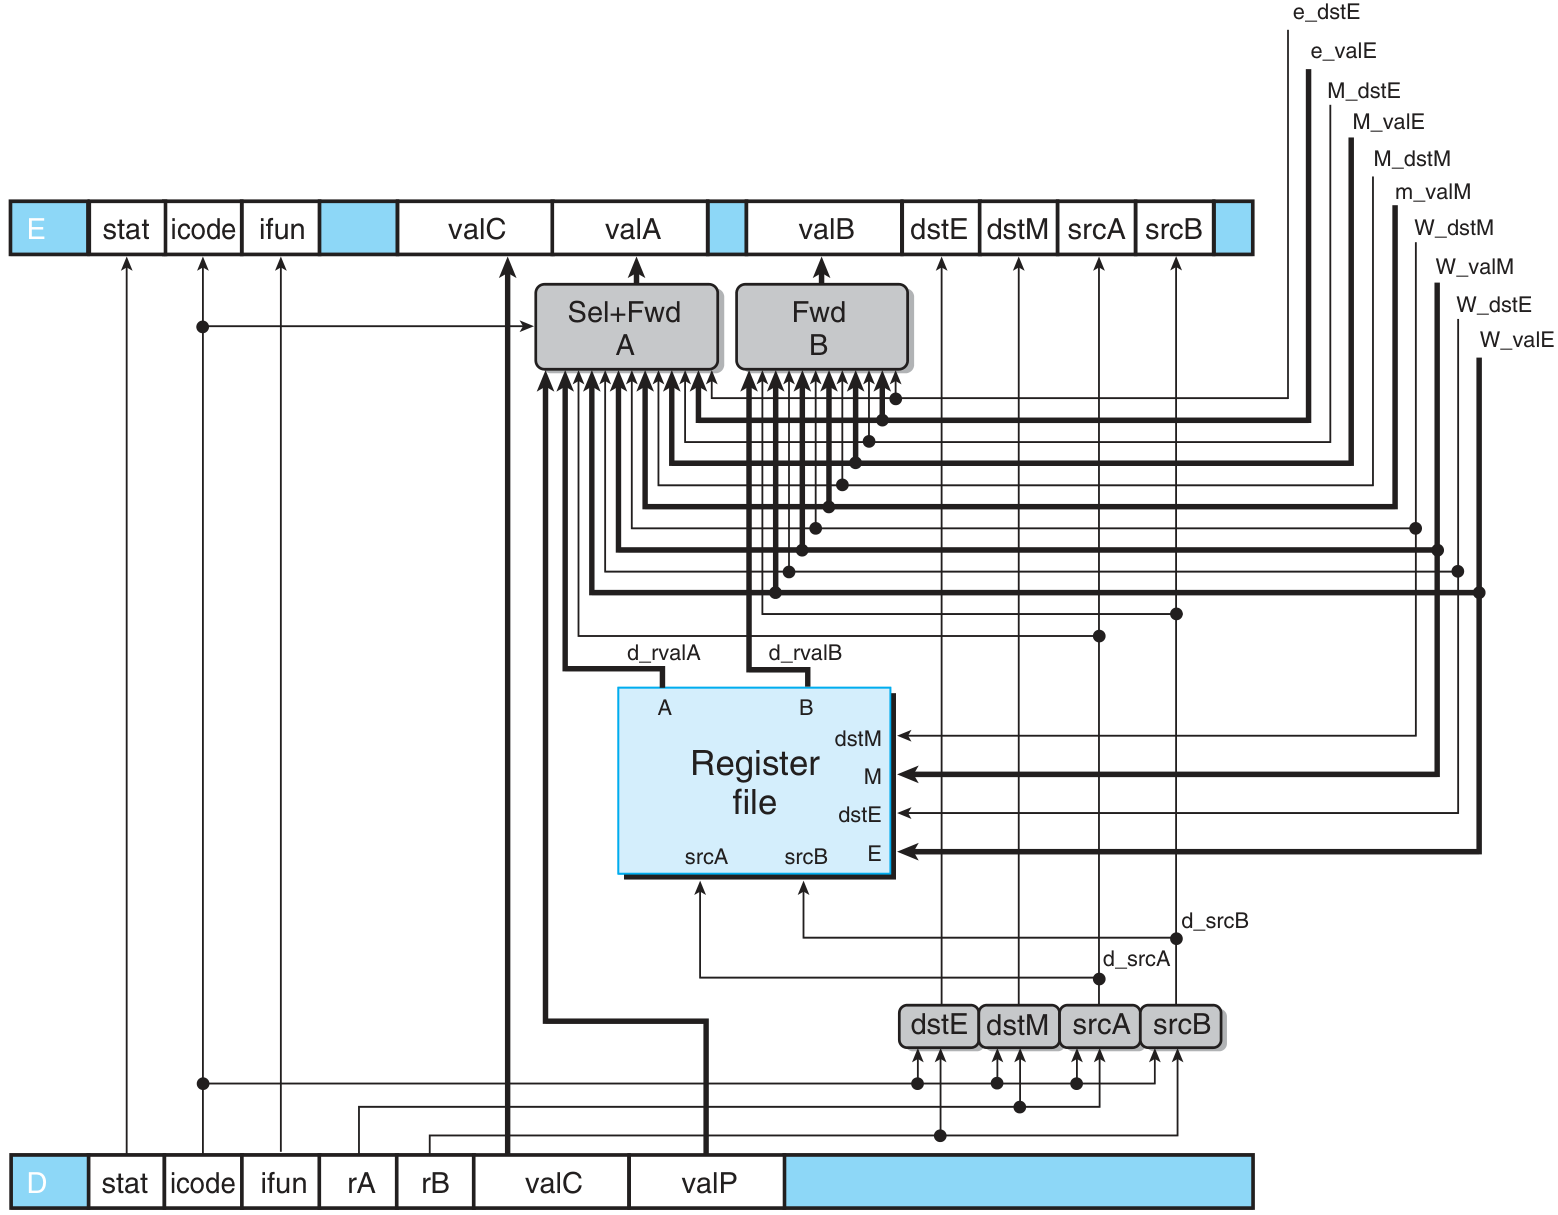 e_dstE
e_valE
M_dstE
M_valE
M_dstM
m_valM
W_dstM
W_valM
W_dstE
W_valE
E stat icode ifun valC valA valB dstE dstM srcA srcB
Sel+Fwd
A
Fwd
B
d_rvalA d_rvalB
A B
dstM
Register
M
file
dstE
srcA srcB E
d_srcB
d_srcA
dstE dstM srcA srcB
D stat icode ifun rA rB valC valP